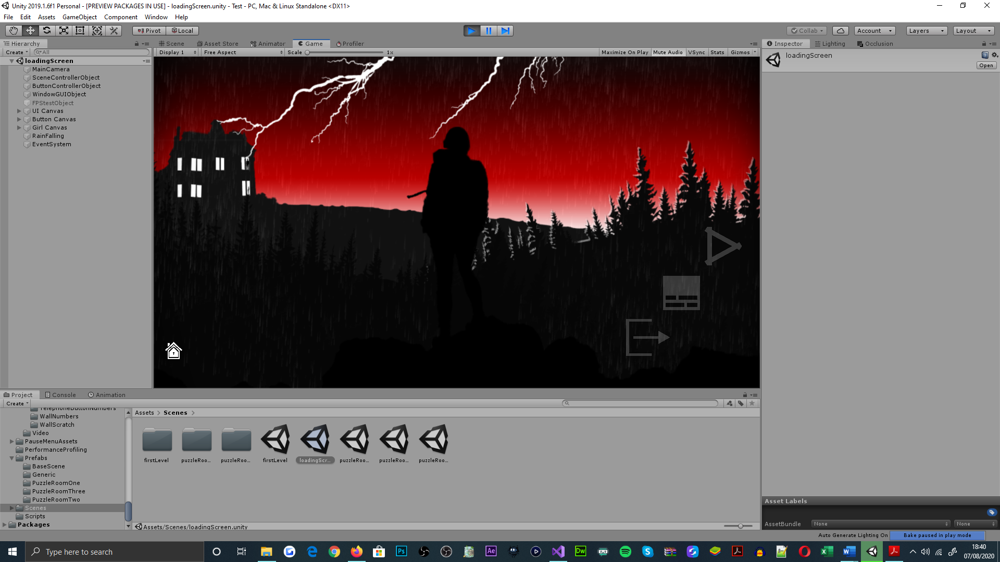 Unity 2019.1.6f1 Personal - [PREVIEW PACKAGES IN USE] - loadingScreen.unity - Test - PC, Mac & Linux Standalone <DX11>
File Edit Assets GameObject Component Window Help
Pivot Local Collab Account Layers Layout
Hierarchy Scene Asset Store Animator Game Profiler Inspector Lighting Occlusion
Create All Display 1 Free Aspect Scale 1x Maximize On Play Mute Audio VSync Stats Gizmos
loadingScreen
loadingScreen
Open
MainCamera
SceneControllerObject
ButtonControllerObject
WindowGUIObject
FPStestObject
UI Canvas
Button Canvas
Girl Canvas
RainFalling
EventSystem
Project Console Animation
Create
TelephoneButtonNumbers
WallNumbers
WallScratch
Video
PauseMenuAssets
PerformanceProfiling
Prefabs
BaseScene
Generic
PuzzleRoomOne
PuzzleRoomThree
PuzzleRoomTwo
Scenes
Scripts
Packages
Assets > Scenes >
firstLevel puzzleRoo... puzzleRoo... firstLevel loadingScr... puzzleRoo... puzzleRoo... puzzleRoo...
Assets/Scenes/loadingScreen.unity
Asset Labels
AssetBundle None None
Auto Generate Lighting On Bake paused in play mode
Type here to search
Ps Ae Dw
18:40
07/08/2020